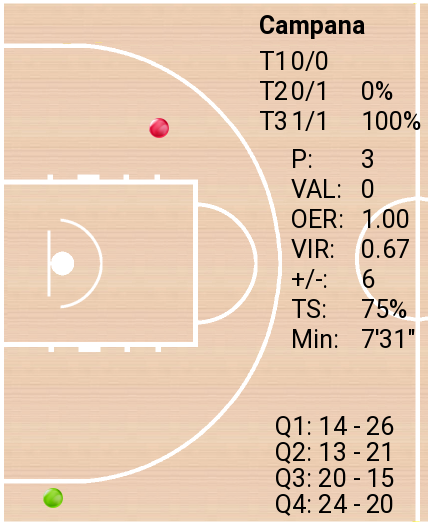 Campana
T1 0/0
T2 0/1 0%
T3 1/1 100%
P: 3
VAL: 0
OER: 1.00
VIR: 0.67
+/-: 6
TS: 75%
Min: 7'31"
Q1: 14 - 26
Q2: 13 - 21
Q3: 20 - 15
Q4: 24 - 20